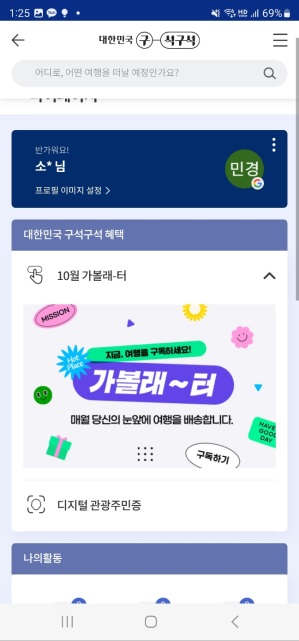 1:25
69%
대한민국 구석구석
어디로, 어떤 여행을 떠날 예정인가요?
반가워요!
소* 님
프로필 이미지 설정
민경
대한민국 구석구석 혜택
10월 가볼래-터
MISSION
지금, 여행을 구독하세요!
Hot Place
가볼래~터
매월 당신의 눈앞에 여행을 배송합니다.
HAVE A GOOD DAY
구독하기
디지털 관광주민증
나의활동